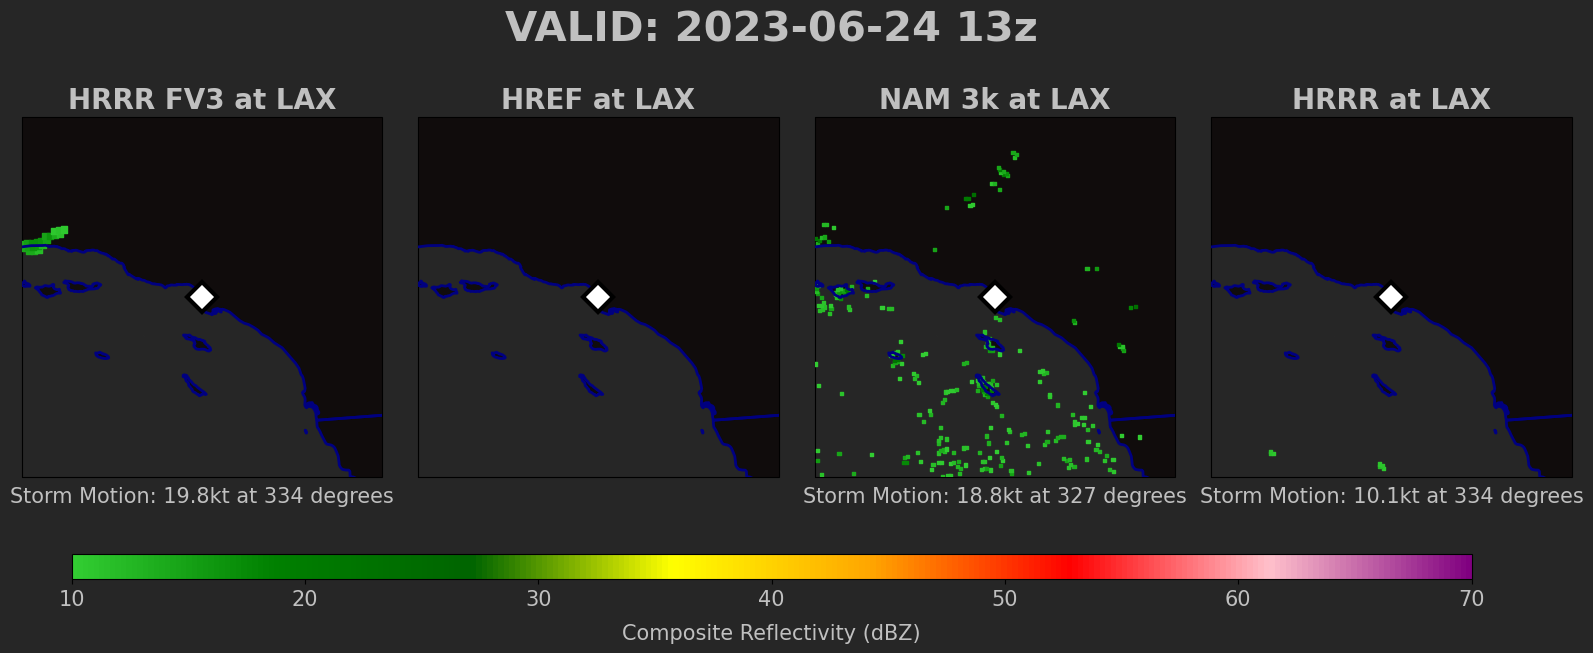 VALID: 2023-06-24 13z
HRRR FV3 at LAX
HREF at LAX
NAM 3k at LAX
HRRR at LAX
Storm Motion: 19.8kt at 334 degrees
Storm Motion: 18.8kt at 327 degrees
Storm Motion: 10.1kt at 334 degrees
10 20 30 40 50 60 70
Composite Reflectivity (dBZ)